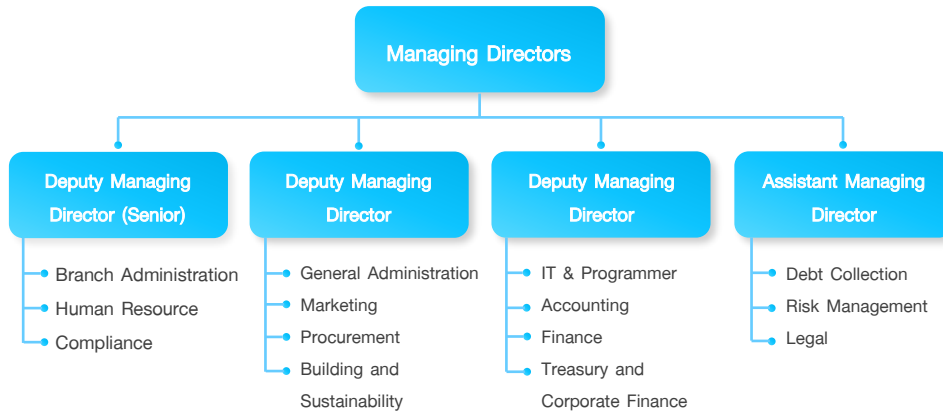 Managing Directors
Deputy Managing
Director (Senior)
Branch Administration
Human Resource
Compliance
Deputy Managing
Director
General Administration
Marketing
Procurement
Building and
Sustainability
Deputy Managing
Director
IT & Programmer
Accounting
Finance
Treasury and
Corporate Finance
Assistant Managing
Director
Debt Collection
Risk Management
Legal